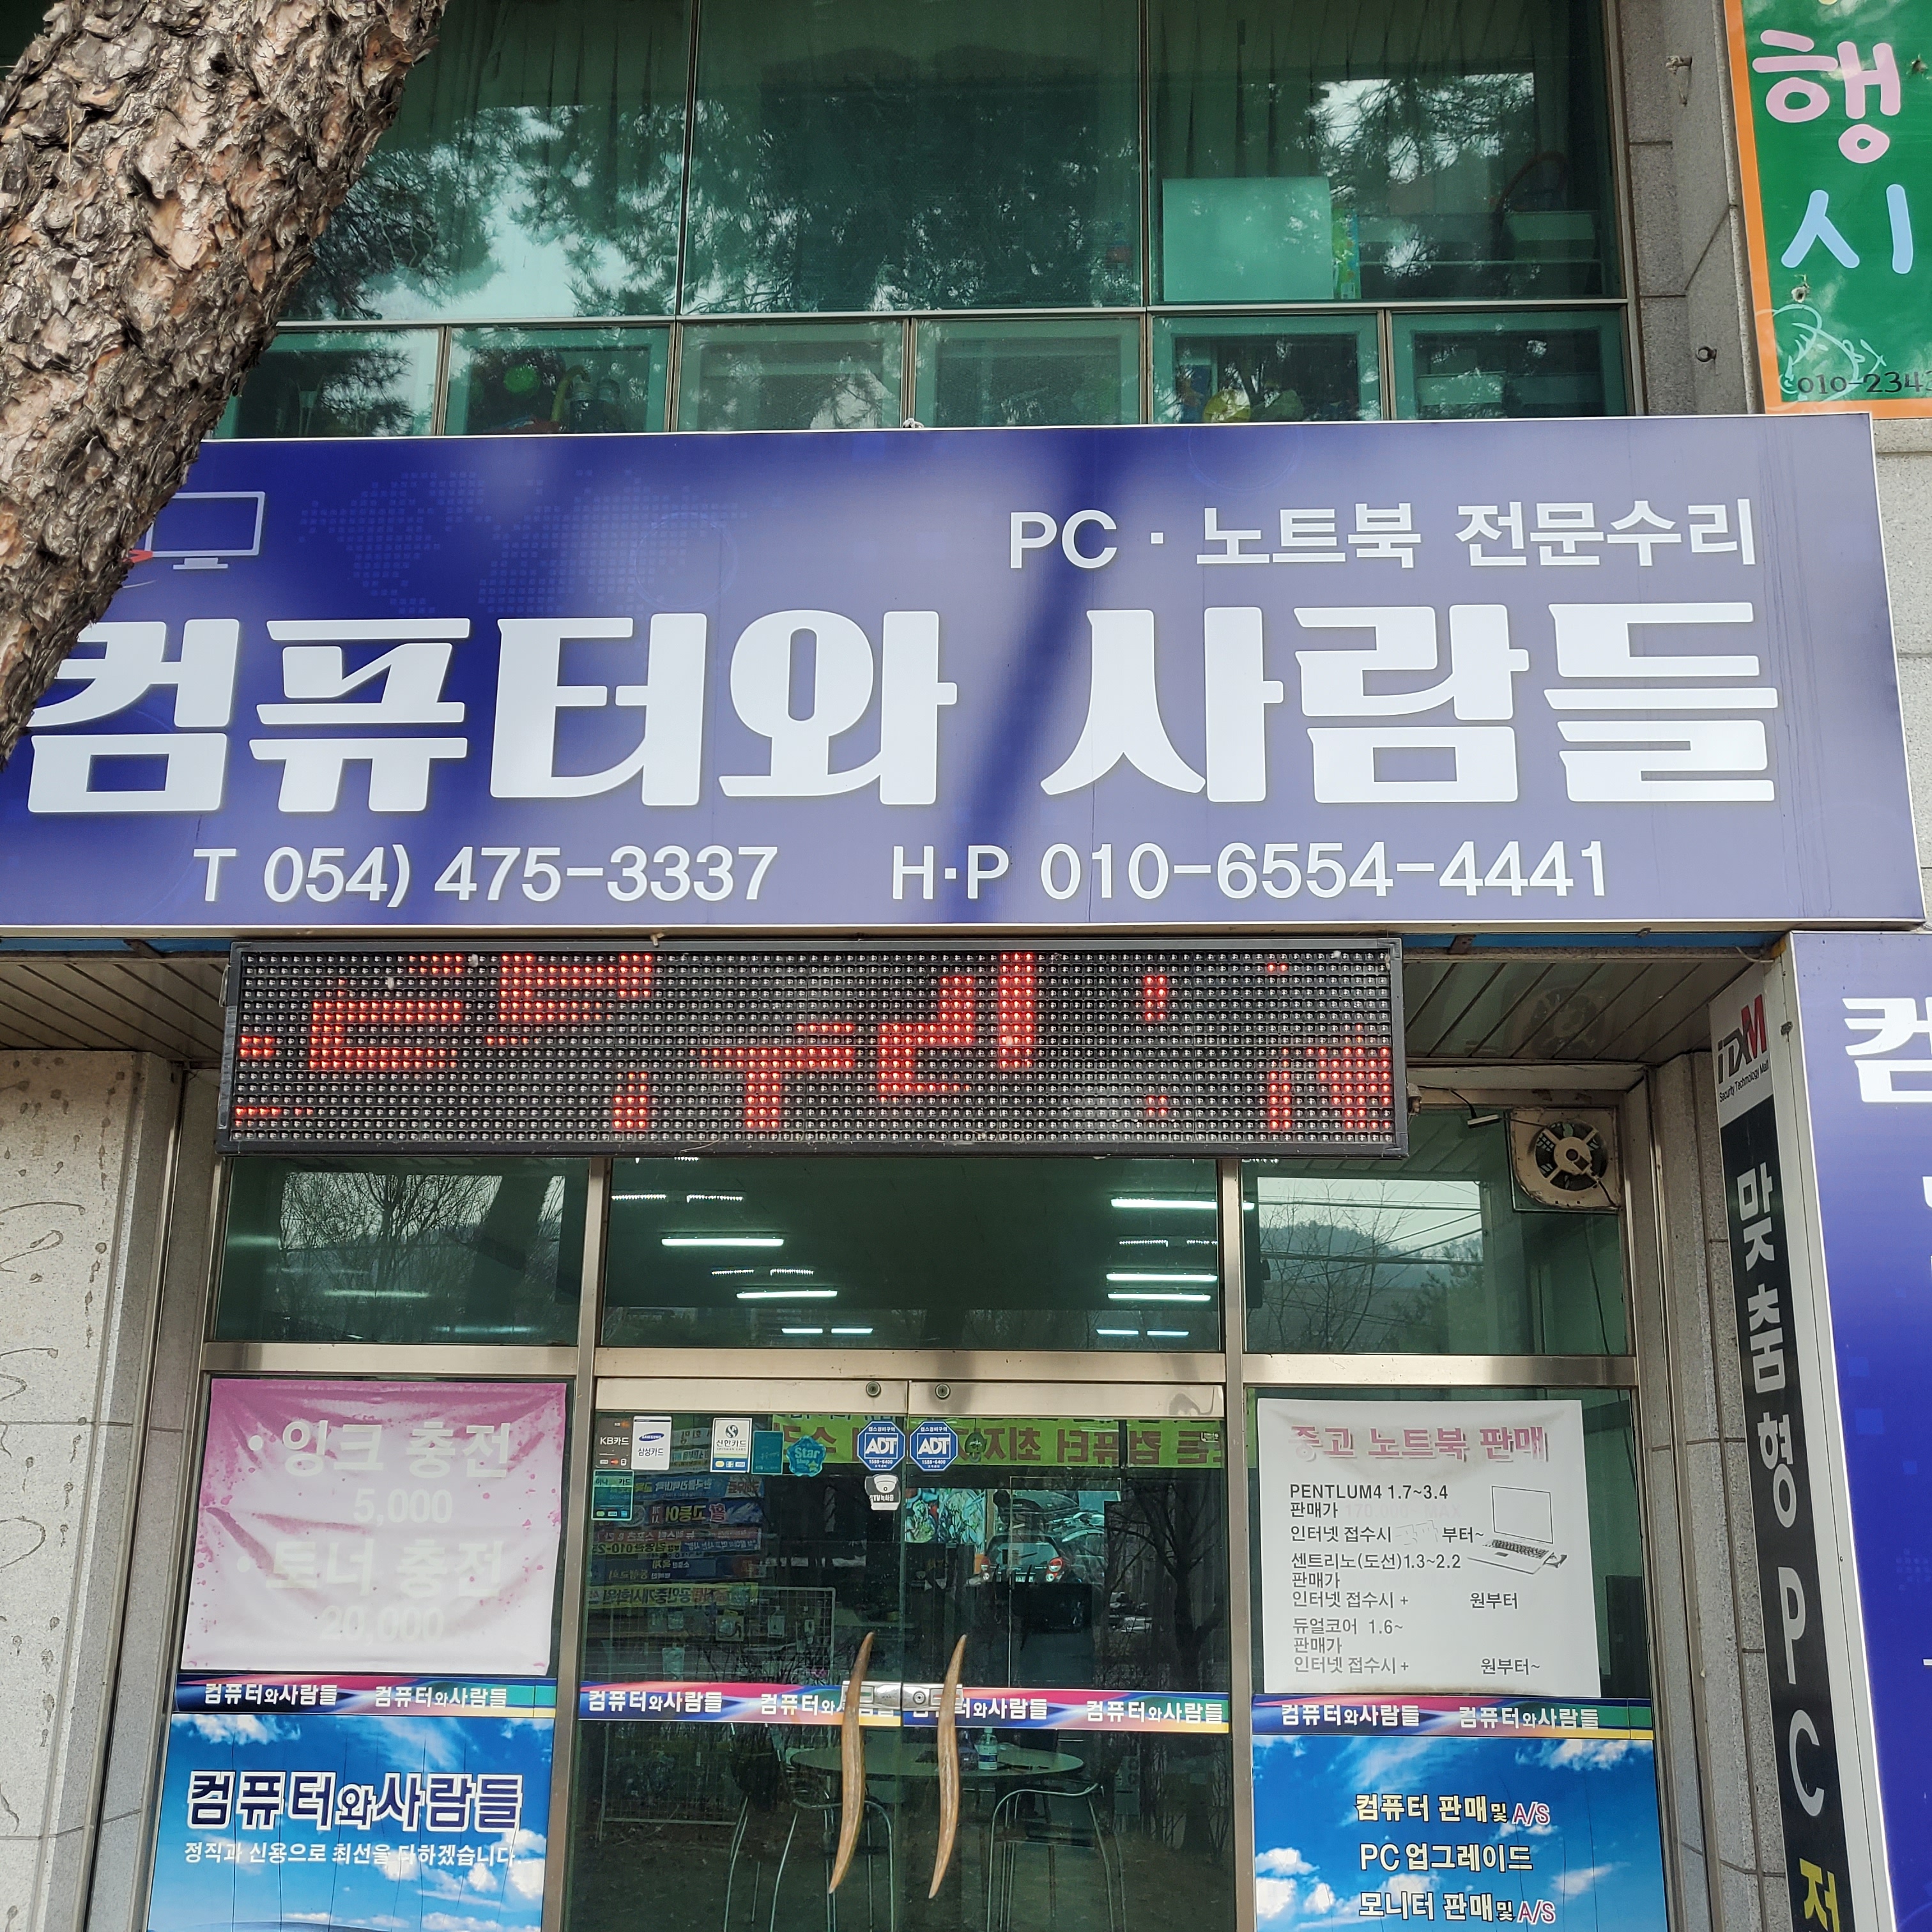 행
시
010-234
PC · 노트북 전문수리
컴퓨터와 사람들
T 054) 475-3337 H·P 010-6554-4441
컴
iTXM
Security Technology Mall
맞춤형 PC
· 잉크 충전
5,000
· 토너 충전
20,000
KB카드
삼성카드
신한카드
Star
ADT
ADT
중고 노트북 판매
PENTLUM4 1.7~3.4
판매가
인터넷 접수시 부터~
센트리노(도선)1.3~2.2
판매가
인터넷 접수시 + 원부터
듀얼코어 1.6~
판매가
인터넷 접수시 + 원부터~
컴퓨터와사람들 컴퓨터와사람들
컴퓨터와사람들 컴퓨터와사람들 컴퓨터와사람들
컴퓨터와사람들 컴퓨터와사람들
컴퓨터와사람들
정직과 신용으로 최선을 다하겠습니다.
컴퓨터 판매및 A/S
PC 업그레이드
모니터 판매및 A/S